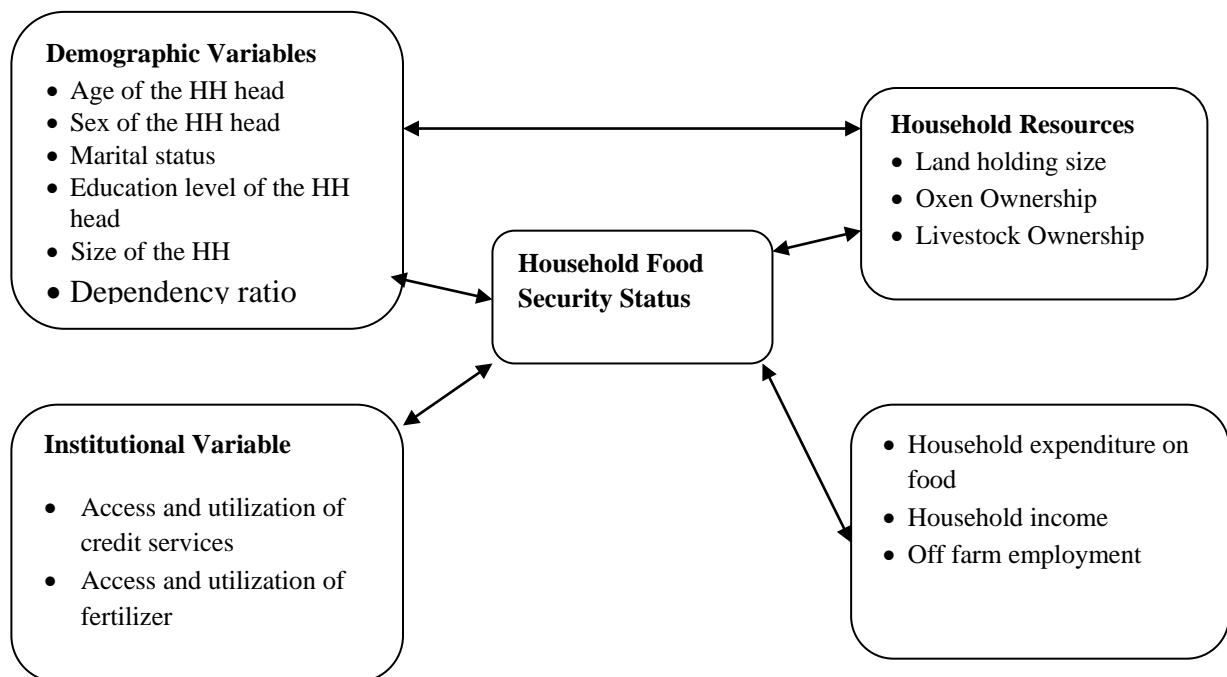 Demographic Variables
• Age of the HH head
• Sex of the HH head
• Marital status
• Education level of the HH
head
• Size of the HH
• Dependency ratio
Household Resources
• Land holding size
• Oxen Ownership
• Livestock Ownership
Household Food
Security Status
Institutional Variable
• Access and utilization of
credit services
• Access and utilization of
fertilizer
• Household expenditure on
food
• Household income
• Off farm employment